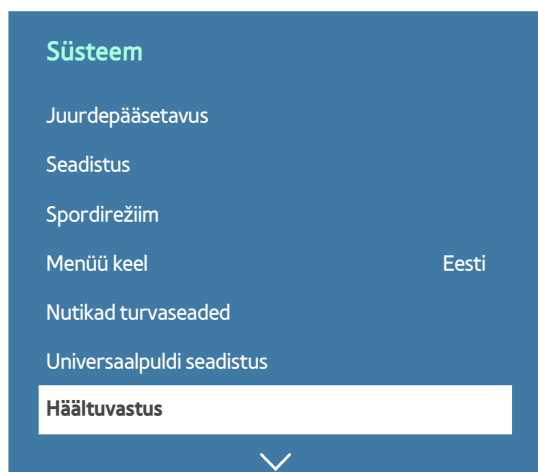 Süsteem
Juurdepääsetavus
Seadistus
Spordirežiim
Menüü keel Eesti
Nutikad turvaseaded
Universaalpuldi seadistus
Häältuvastus